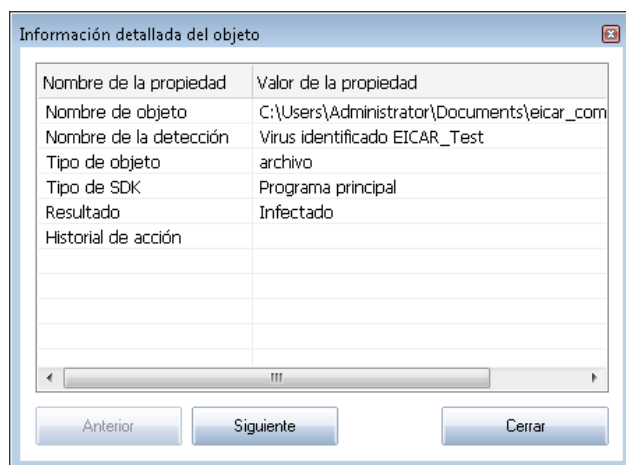 Información detallada del objeto
Nombre de la propiedad Valor de la propiedad
Nombre de objeto C:\Users\Administrator\Documents\eicar_com
Nombre de la detección Virus identificado EICAR_Test
Tipo de objeto archivo
Tipo de SDK Programa principal
Resultado Infectado
Historial de acción
Anterior Siguiente Cerrar